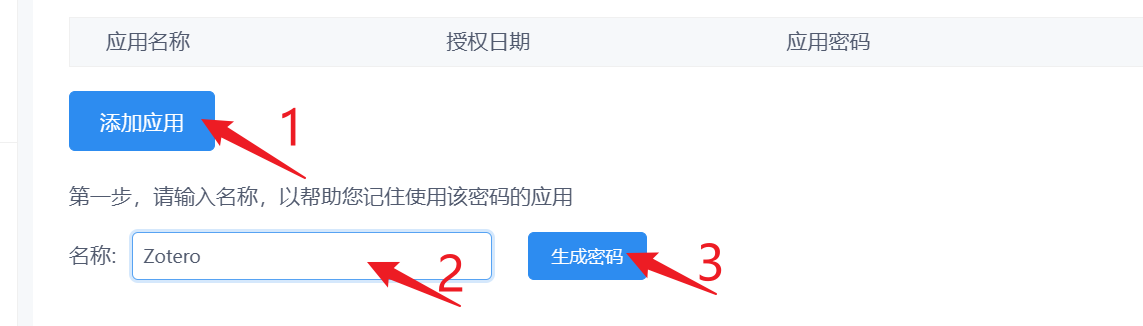 应用名称 授权日期 应用密码
添加应用 1
第一步，请输入名称，以帮助您记住使用该密码的应用
名称: Zotero 2 生成密码 3